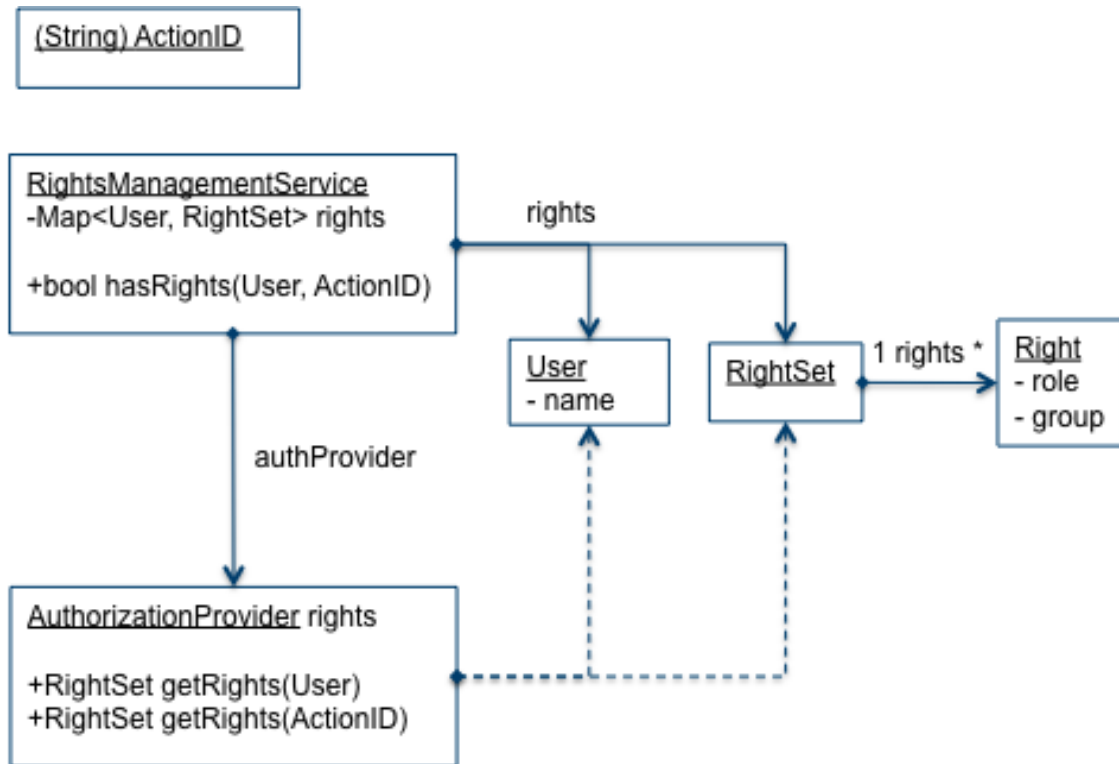 (String) ActionID
RightsManagementService
-Map<User, RightSet> rights
+bool hasRights(User, ActionID)
rights
User
- name
RightSet
1 rights *
Right
- role
- group
authProvider
AuthorizationProvider rights
+RightSet getRights(User)
+RightSet getRights(ActionID)